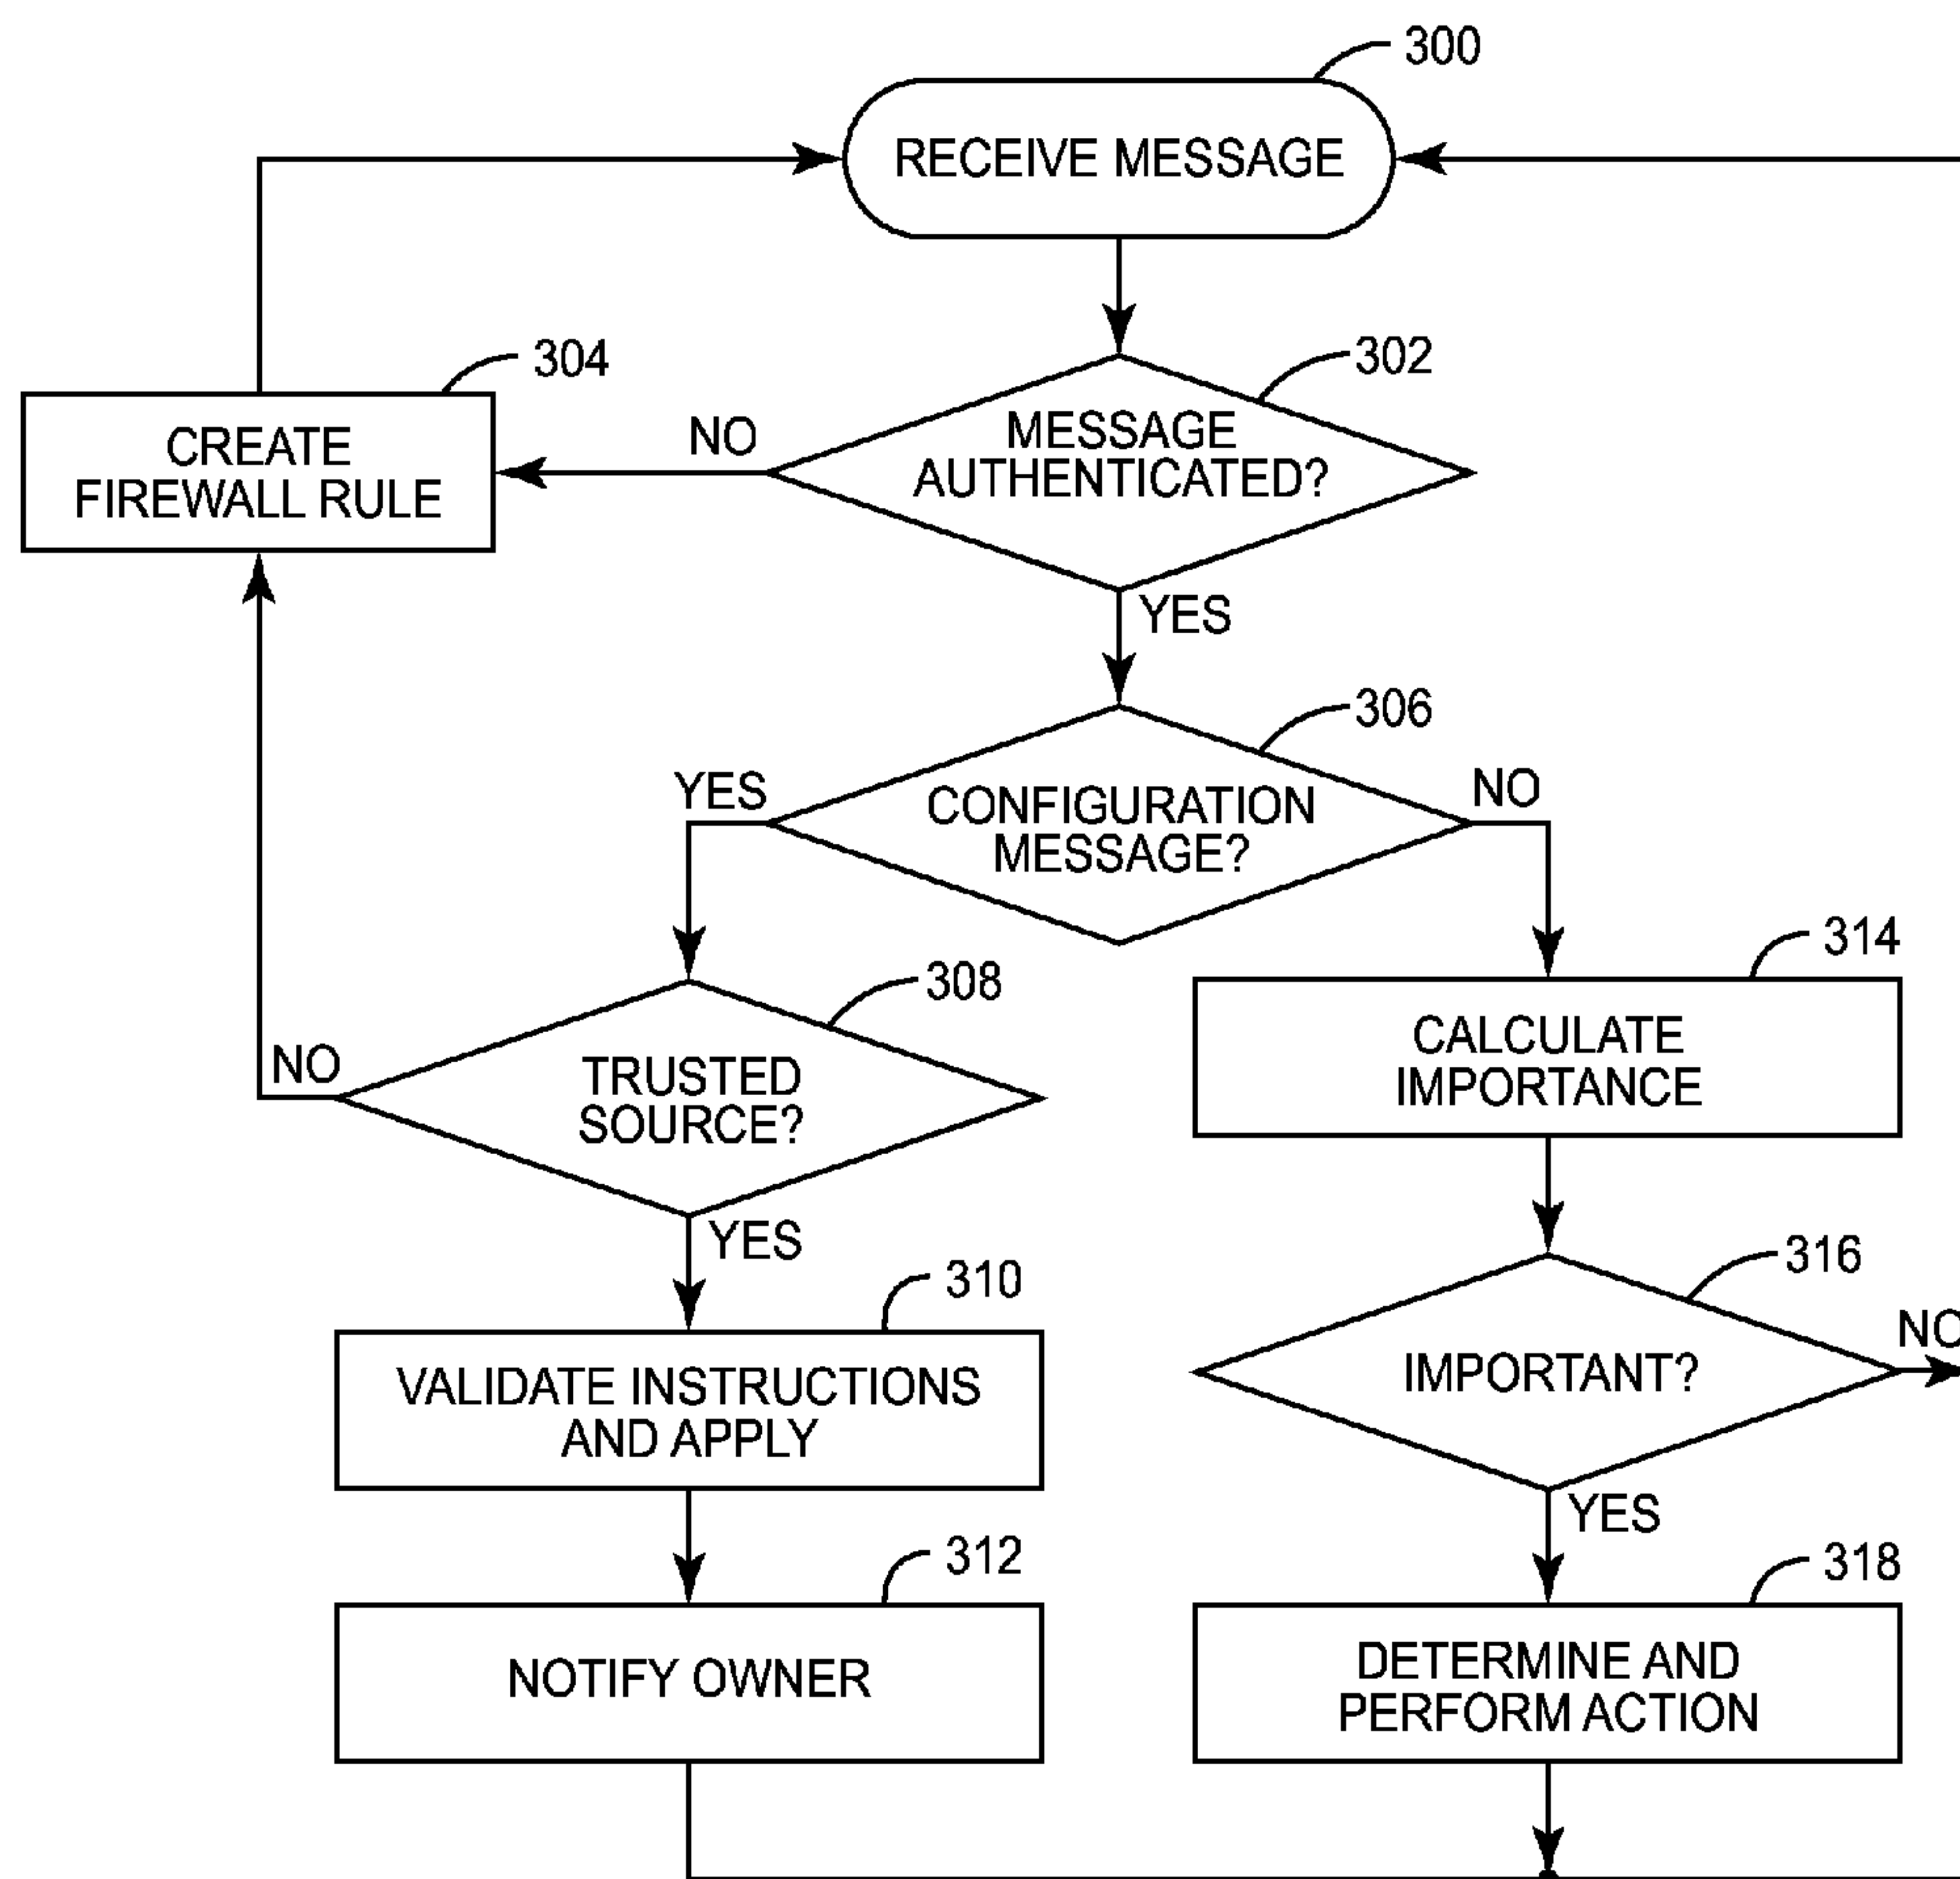 300
RECEIVE MESSAGE
302
MESSAGE
AUTHENTICATED?
NO
304
CREATE
FIREWALL RULE
YES
306
CONFIGURATION
MESSAGE?
YES
NO
308
TRUSTED
SOURCE?
NO
YES
314
CALCULATE
IMPORTANCE
310
VALIDATE INSTRUCTIONS
AND APPLY
316
IMPORTANT?
NO
YES
312
NOTIFY OWNER
318
DETERMINE AND
PERFORM ACTION